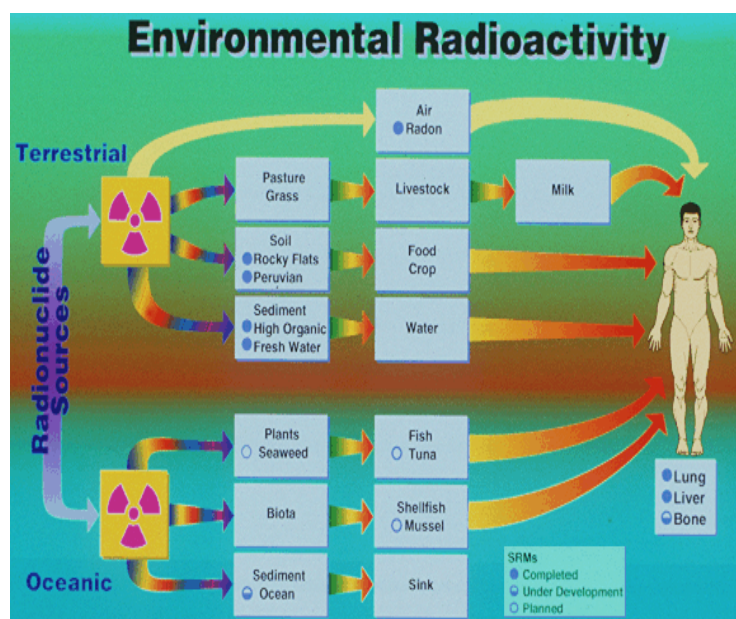 Environmental Radioactivity
Terrestrial
Radionuclide
Sources
Air
Radon
Pasture
Grass
Livestock
Milk
Soil
Rocky Flats
Peruvian
Food
Crop
Sediment
High Organic
Fresh Water
Water
Plants
Seaweed
Fish
Tuna
Biota
Shellfish
Mussel
Sediment
Ocean
Sink
Oceanic
Lung
Liver
Bone
SRMs
Completed
Under Development
Planned